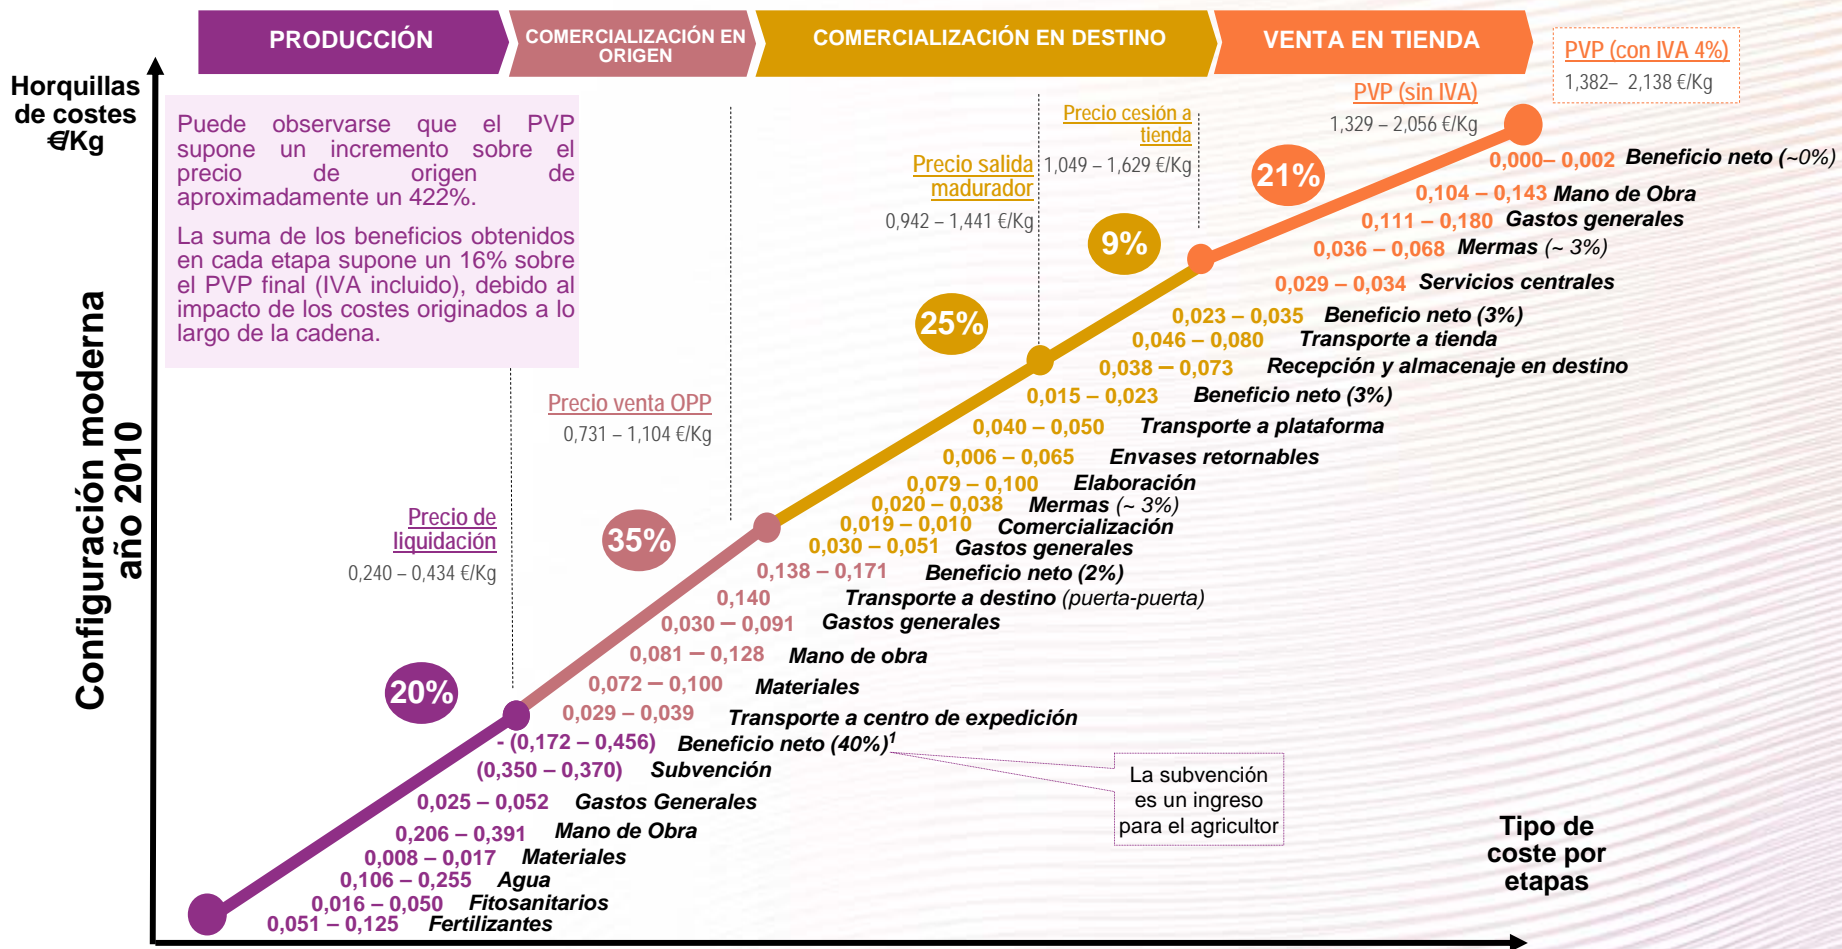 PRODUCCIÓN
COMERCIALIZACIÓN EN
ORIGEN
COMERCIALIZACIÓN EN DESTINO
VENTA EN TIENDA
PVP (con IVA 4%)
1,382– 2,138 €/Kg
Horquillas
de costes
€/Kg
Configuración moderna
año 2010
Puede observarse que el PVP
supone un incremento sobre el
precio de origen de
aproximadamente un 422%.
La suma de los beneficios obtenidos
en cada etapa supone un 16% sobre
el PVP final (IVA incluido), debido al
impacto de los costes originados a lo
largo de la cadena.
PVP (sin IVA)
1,329 – 2,056 €/Kg
Precio cesión a
tienda
1,049 – 1,629 €/Kg
Precio salida
madurador
0,942 – 1,441 €/Kg
Precio venta OPP
0,731 – 1,104 €/Kg
Precio de
liquidación
0,240 – 0,434 €/Kg
21%
9%
25%
35%
20%
0,000– 0,002 Beneficio neto (~0%)
0,104 – 0,143 Mano de Obra
0,111 – 0,180 Gastos generales
0,036 – 0,068 Mermas (~ 3%)
0,029 – 0,034 Servicios centrales
0,023 – 0,035 Beneficio neto (3%)
0,046 – 0,080 Transporte a tienda
0,038 – 0,073 Recepción y almacenaje en destino
0,015 – 0,023 Beneficio neto (3%)
0,040 – 0,050 Transporte a plataforma
0,006 – 0,065 Envases retornables
0,079 – 0,100 Elaboración
0,020 – 0,038 Mermas (~ 3%)
0,019 – 0,010 Comercialización
0,030 – 0,051 Gastos generales
0,138 – 0,171 Beneficio neto (2%)
0,140 Transporte a destino (puerta-puerta)
0,030 – 0,091 Gastos generales
0,081 – 0,128 Mano de obra
0,072 – 0,100 Materiales
0,029 – 0,039 Transporte a centro de expedición
- (0,172 – 0,456) Beneficio neto (40%)¹
(0,350 – 0,370) Subvención
0,025 – 0,052 Gastos Generales
0,206 – 0,391 Mano de Obra
0,008 – 0,017 Materiales
0,106 – 0,255 Agua
0,016 – 0,050 Fitosanitarios
0,051 – 0,125 Fertilizantes
La subvención
es un ingreso
para el agricultor
Tipo de
coste por
etapas